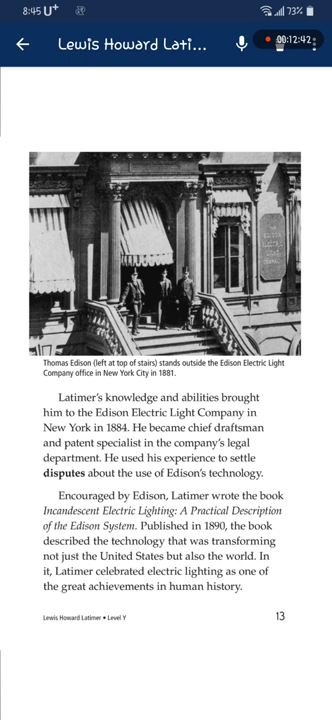 8:45 U+ 73%
Lewis Howard Lati... 00:12:42
Thomas Edison (left at top of stairs) stands outside the Edison Electric Light
Company office in New York City in 1881.
Latimer's knowledge and abilities brought
him to the Edison Electric Light Company in
New York in 1884. He became chief draftsman
and patent specialist in the company's legal
department. He used his experience to settle
disputes about the use of Edison's technology.
Encouraged by Edison, Latimer wrote the book
Incandescent Electric Lighting: A Practical Description
of the Edison System. Published in 1890, the book
described the technology that was transforming
not just the United States but also the world. In
it, Latimer celebrated electric lighting as one of
the great achievements in human history.
Lewis Howard Latimer • Level Y 13